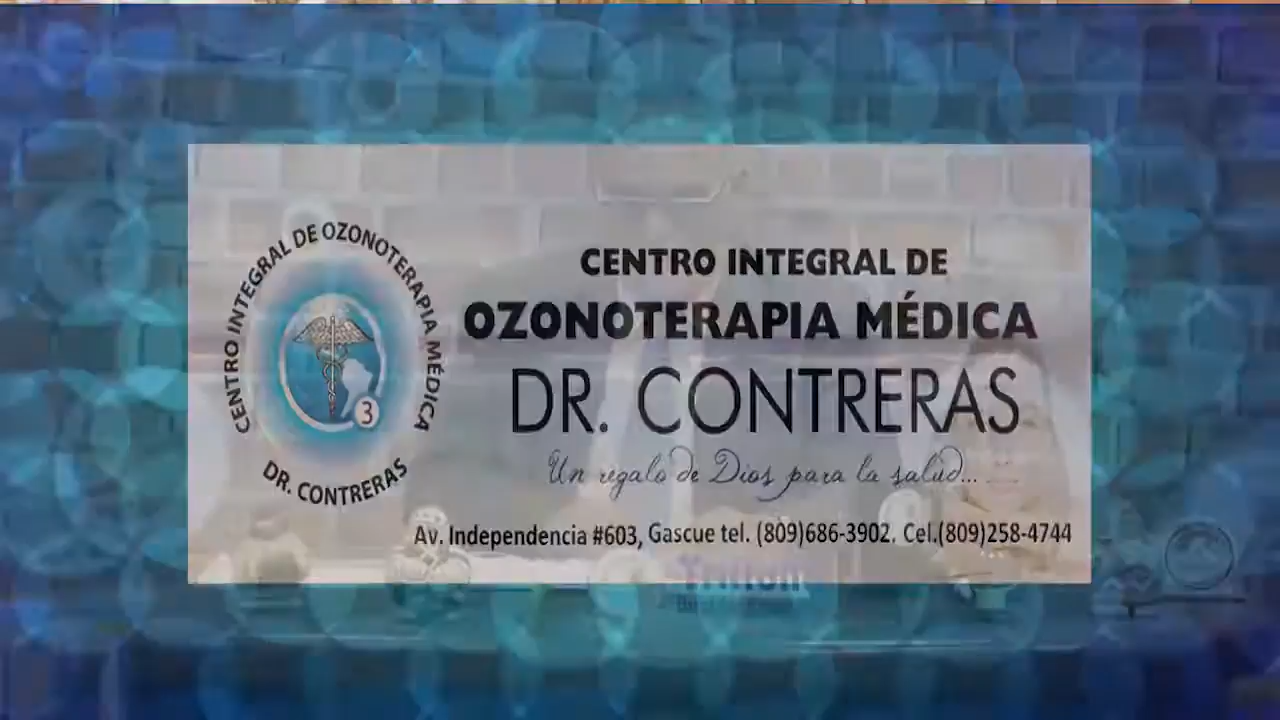 CENTRO INTEGRAL DE OZONOTERAPIA MÉDICA
3
DR. CONTRERAS
CENTRO INTEGRAL DE
OZONOTERAPIA MÉDICA
DR. CONTRERAS
Un regalo de Dios para la salud...
Av. Independencia #603, Gascue tel. (809)686-3902. Cel.(809)258-4744